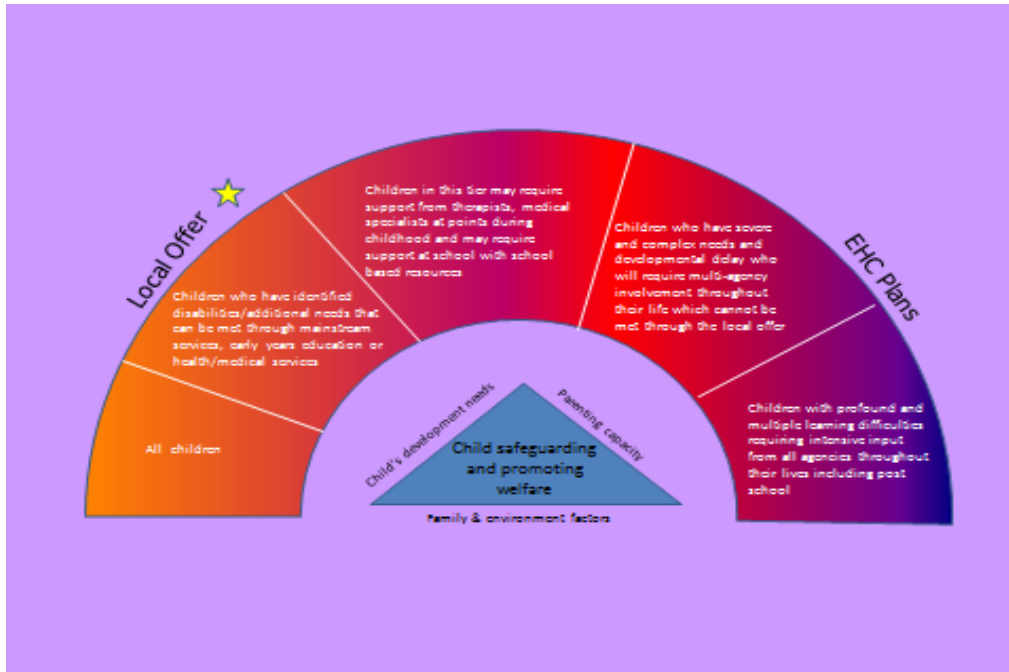 Local Offer
All children
Children who have identified
disabilities/additional needs that
can be met through mainstream
services, early years education or
health/medical services
Children in this tier may require
support from therapists, medical
specialists at points during
childhood and may require
support at school with school
based resources
Children who have severe
and complex needs and
developmental delay who
will require multi-agency
involvement throughout
their life which cannot be
met through the local offer
EHC Plans
Children with profound and
multiple learning difficulties
requiring intensive input
from all agencies throughout
their lives including post
school
Child's development needs
Parenting capacity
Child safeguarding
and promoting
welfare
Family & environment factors